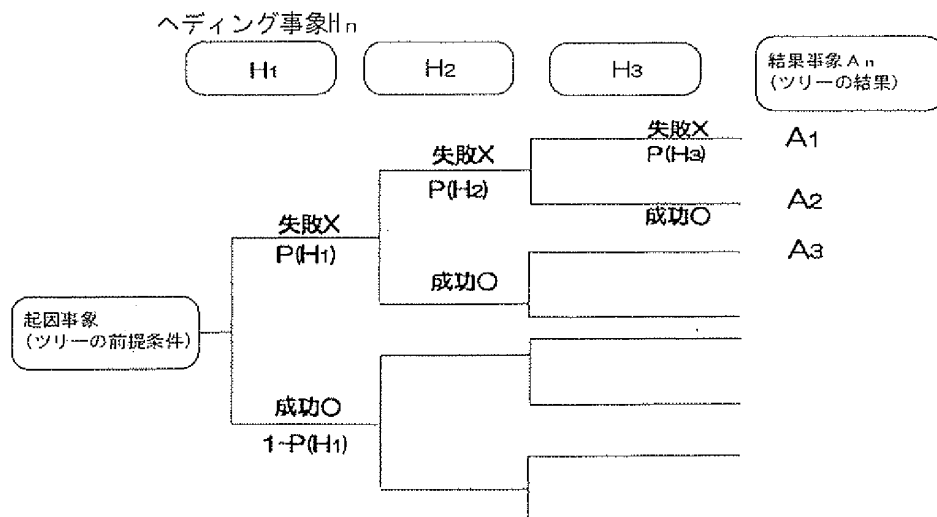 ヘディング事象Hn
H1
H2
H3
結果事象An
(ツリーの結果)
失敗X
P(H3)
A1
失敗X
P(H2)
A2
成功○
失敗X
P(H1)
A3
成功○
起因事象
(ツリーの前提条件)
成功○
1-P(H1)